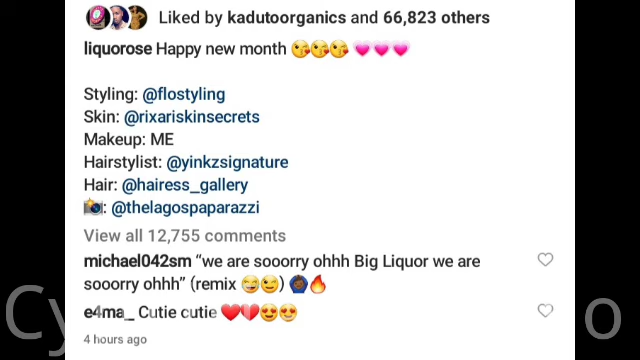 Liked by kadutoorganics and 66,823 others
liquorose Happy new month 😘😘😘 💗💗💗
Styling: @flostyling
Skin: @rixariskinsecrets
Makeup: ME
Hairstylist: @yinkzsignature
Hair: @hairess_gallery
📸: @thelagospaparazzi
View all 12,755 comments
michael042sm “we are sooorry ohhh Big Liquor we are
sooorry ohhh” (remix 😂😉) 🙆🏾‍♂️🔥
e4ma_ Cutie cutie ❤️💔😍😍
4 hours ago